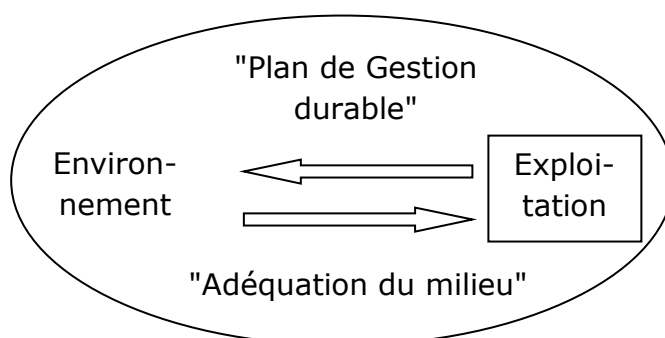 "Plan de Gestion
durable"
Environ-
nement
Exploi-
tation
"Adéquation du milieu"